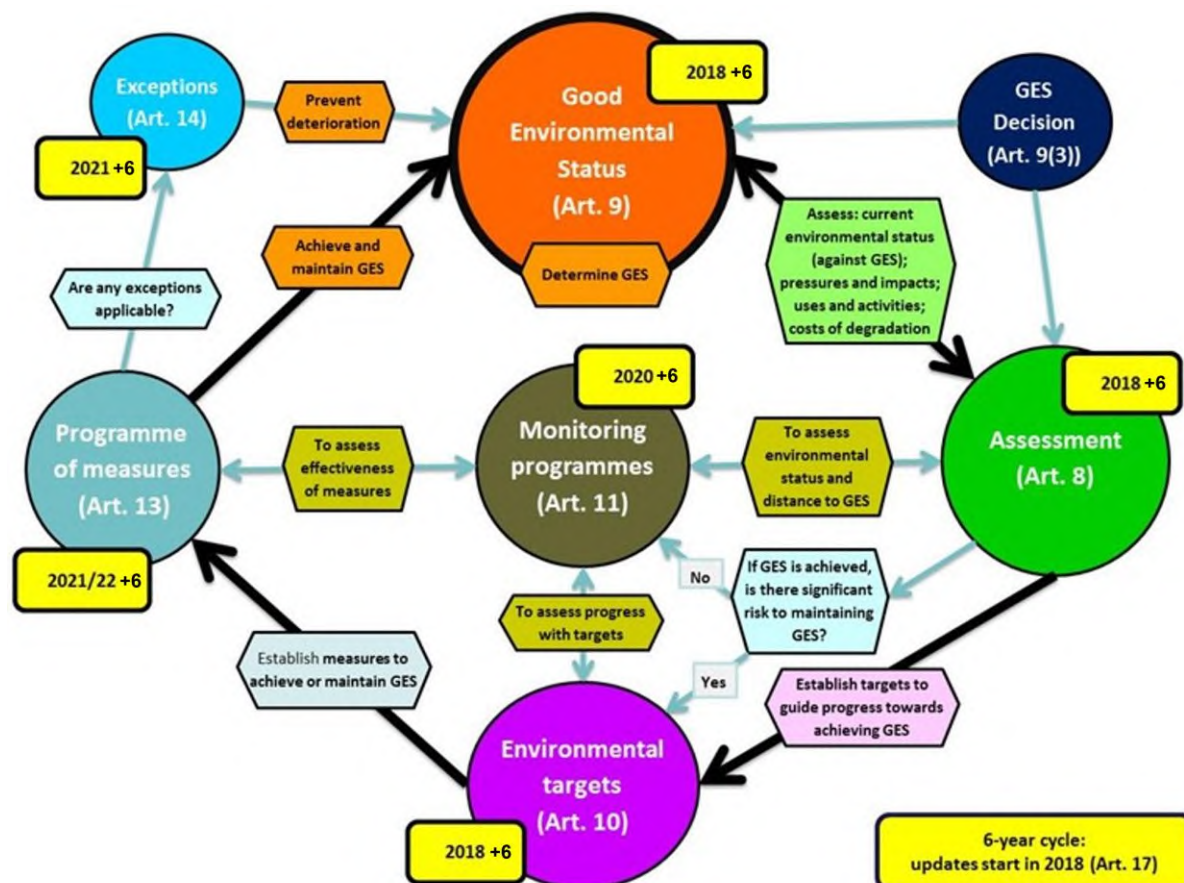 Exceptions
(Art. 14)
2021 +6
Prevent
deterioration
Good
Environmental
Status
(Art. 9)
2018 +6
Determine GES
GES
Decision
(Art. 9(3))
Achieve and
maintain GES
Are any exceptions
applicable?
Assess: current
environmental status
(against GES);
pressures and impacts;
uses and activities;
costs of degradation
Programme
of measures
(Art. 13)
2021/22 +6
To assess
effectiveness
of measures
2020 +6
Monitoring
programmes
(Art. 11)
To assess
environmental
status and
distance to GES
2018 +6
Assessment
(Art. 8)
No
If GES is achieved,
is there significant
risk to maintaining
GES?
Yes
To assess progress
with targets
Establish measures to
achieve or maintain GES
Establish targets to
guide progress towards
achieving GES
Environmental
targets
(Art. 10)
2018 +6
6-year cycle:
updates start in 2018 (Art. 17)